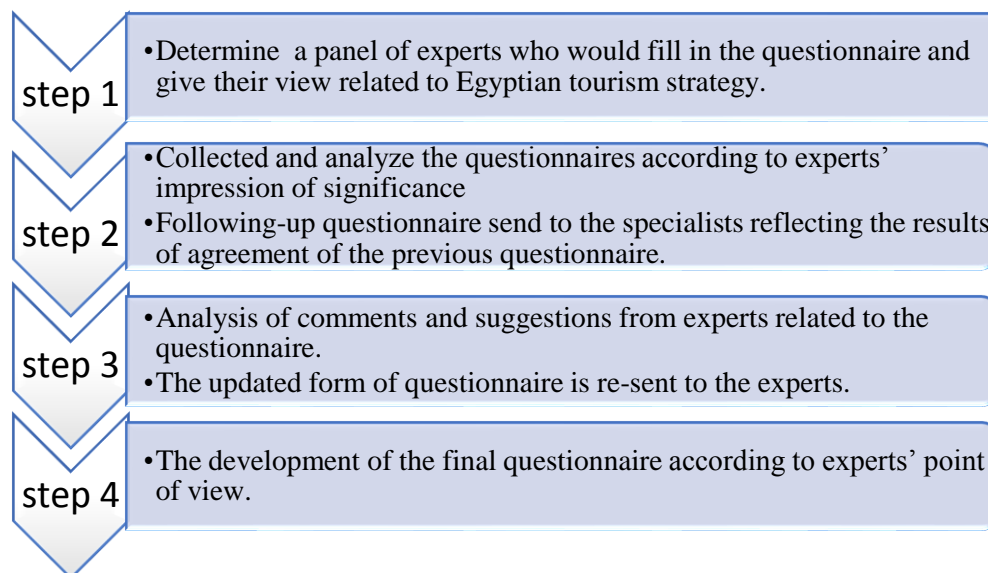 step 1
•Determine a panel of experts who would fill in the questionnaire and
give their view related to Egyptian tourism strategy.
step 2
•Collected and analyze the questionnaires according to experts’
impression of significance
•Following-up questionnaire send to the specialists reflecting the results
of agreement of the previous questionnaire.
step 3
•Analysis of comments and suggestions from experts related to the
questionnaire.
•The updated form of questionnaire is re-sent to the experts.
step 4
•The development of the final questionnaire according to experts’ point
of view.